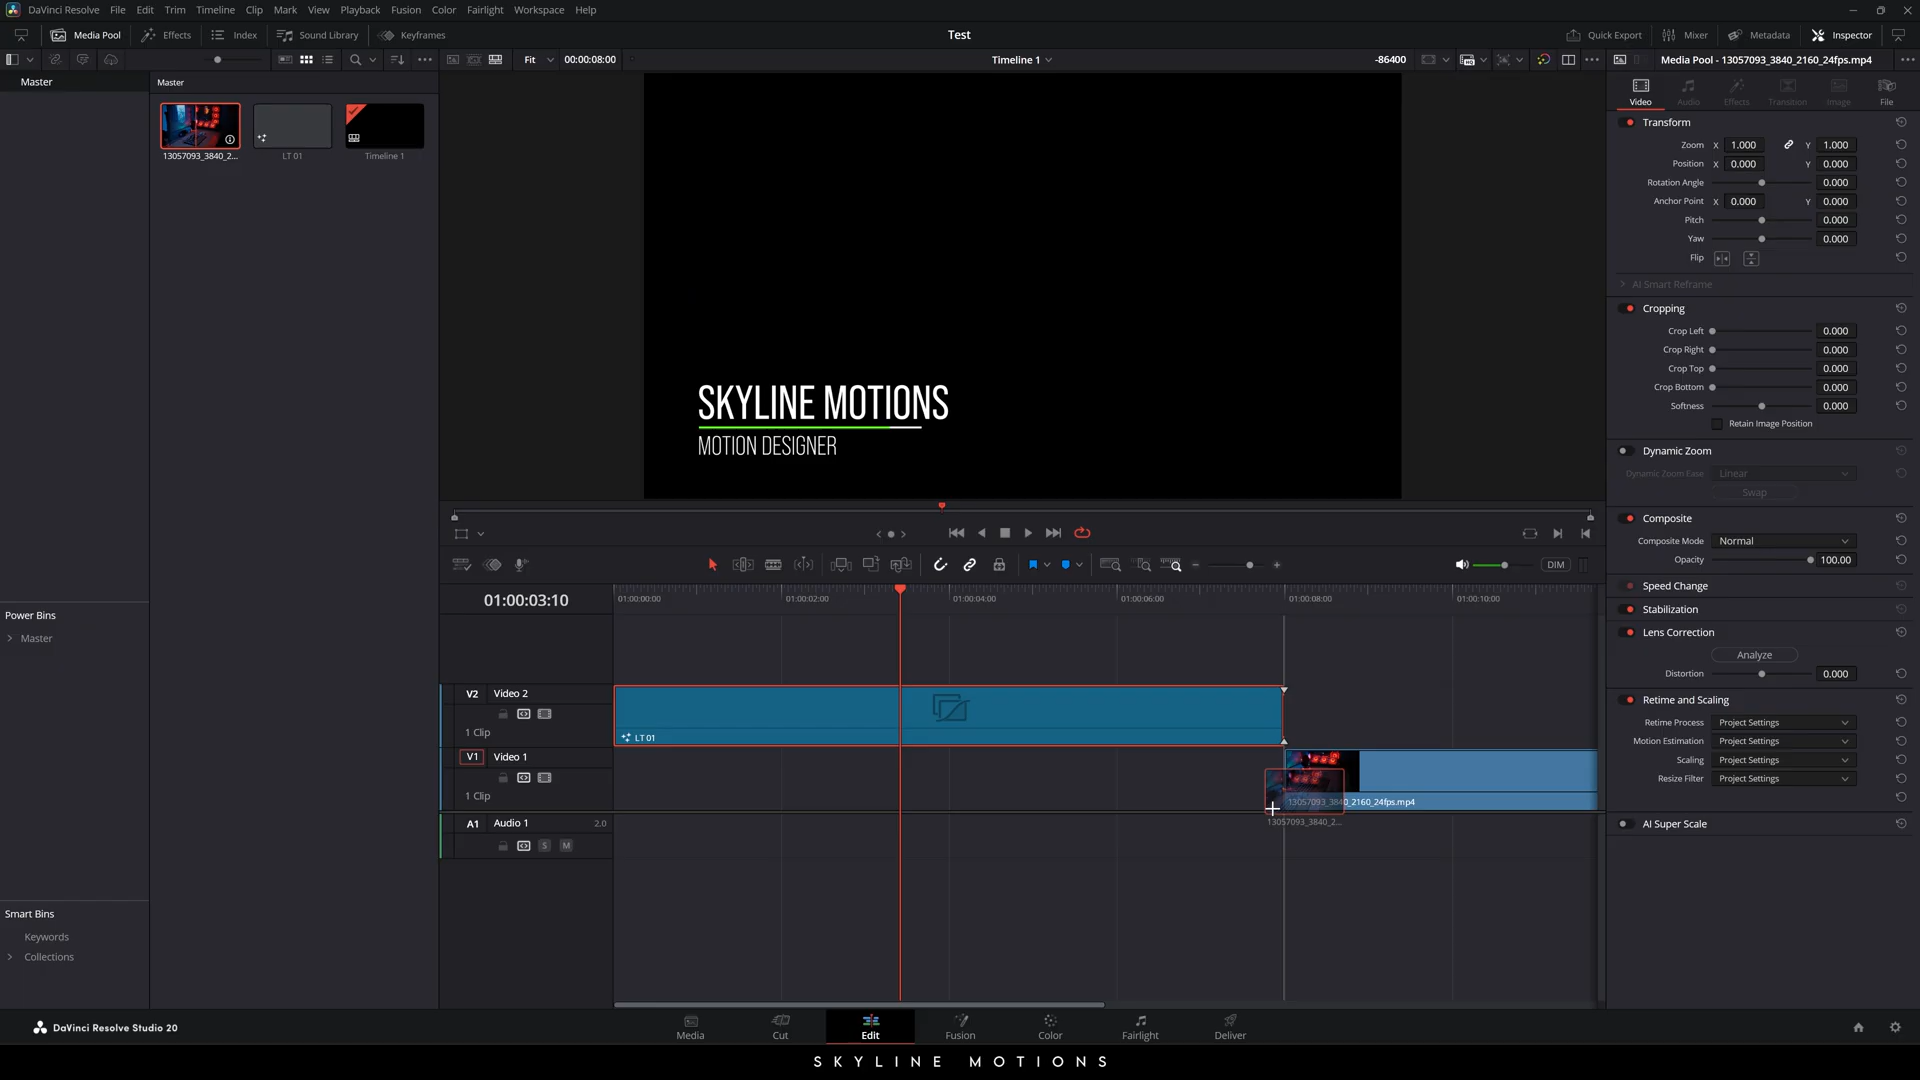 DaVinci Resolve File Edit Trim Timeline Clip Mark View Playback Fusion Color Fairlight Workspace Help
Media Pool Effects Index Sound Library Keyframes Test Quick Export Mixer Metadata Inspector
Fit 00:00:08:00 Timeline 1 -86400 Media Pool - 13057093_3840_2160_24fps.mp4
Master Master
Video Audio Effects Transition Image File
13057093_3840_2... LT 01 Timeline 1
Transform
Zoom X 1.000 Y 1.000
Position X 0.000 Y 0.000
Rotation Angle 0.000
Anchor Point X 0.000 Y 0.000
Pitch 0.000
Yaw 0.000
Flip
AI Smart Reframe
Cropping
Crop Left 0.000
Crop Right 0.000
Crop Top 0.000
Crop Bottom 0.000
Softness 0.000
Retain Image Position
SKYLINE MOTIONS
MOTION DESIGNER
Dynamic Zoom
Dynamic Zoom Ease Linear
Swap
Composite
Composite Mode Normal
Opacity 100.00
DIM
Speed Change
Stabilization
Lens Correction
Analyze
Distortion 0.000
Retime and Scaling
Retime Process Project Settings
Motion Estimation Project Settings
Scaling Project Settings
Resize Filter Project Settings
AI Super Scale
01:00:03:10 01:00:00:00 01:00:02:00 01:00:04:00 01:00:06:00 01:00:08:00 01:00:10:00
Power Bins
Master
V2 Video 2
1 Clip
LT 01
V1 Video 1
1 Clip
13057093_3840_2160_24fps.mp4
13057093_3840_2...
A1 Audio 1 2.0
S M
Smart Bins
Keywords
Collections
DaVinci Resolve Studio 20
Media Cut Edit Fusion Color Fairlight Deliver
SKYLINE MOTIONS